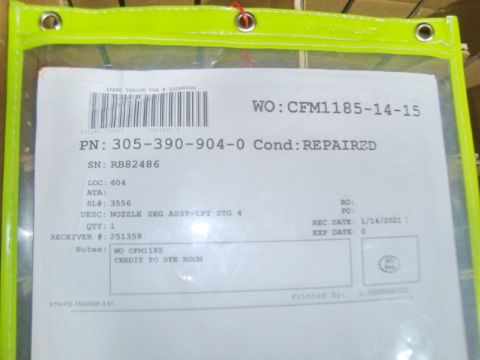 WO:CFM1185-14-15
PN: 305-390-904-0 Cond:REPAIRED
SN: RB82486
LOC: 604
ATA:
SL#: 3556
RO:
DESC: NOZZLE SEG ASSY-LPT STG 4
PO:
QTY: 1
REC.DATE: 1/14/2021
RECEIVER #: 251359
EXP DATE: 0
Notes: WO CFM1185
CREDIT TO STK ROOM
Printed By: